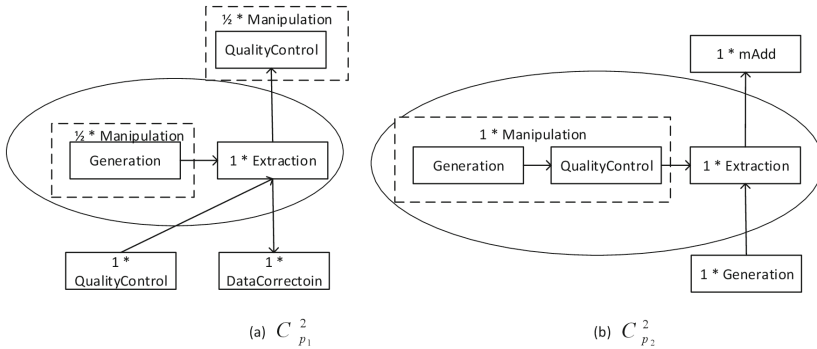 ½ * Manipulation
QualityControl
½ * Manipulation
Generation
1 * Extraction
1 *
QualityControl
1 *
DataCorrectoin
(a) C 2 p1
1 * mAdd
1 * Manipulation
Generation
QualityControl
1 * Extraction
1 * Generation
(b) C 2 p2